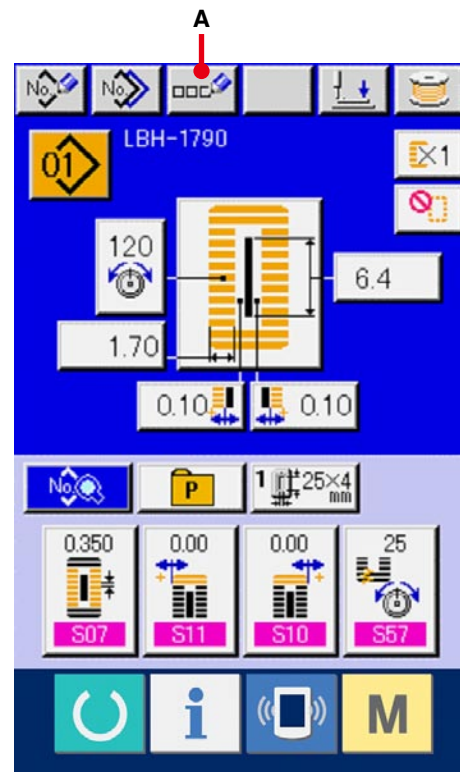 A
No. No.
LBH-1790
01
×1
120
6.4
1.70
0.10 0.10
No. P 1 25×4 mm
0.350 0.00 0.00 25
S07 S11 S10 S57
i M